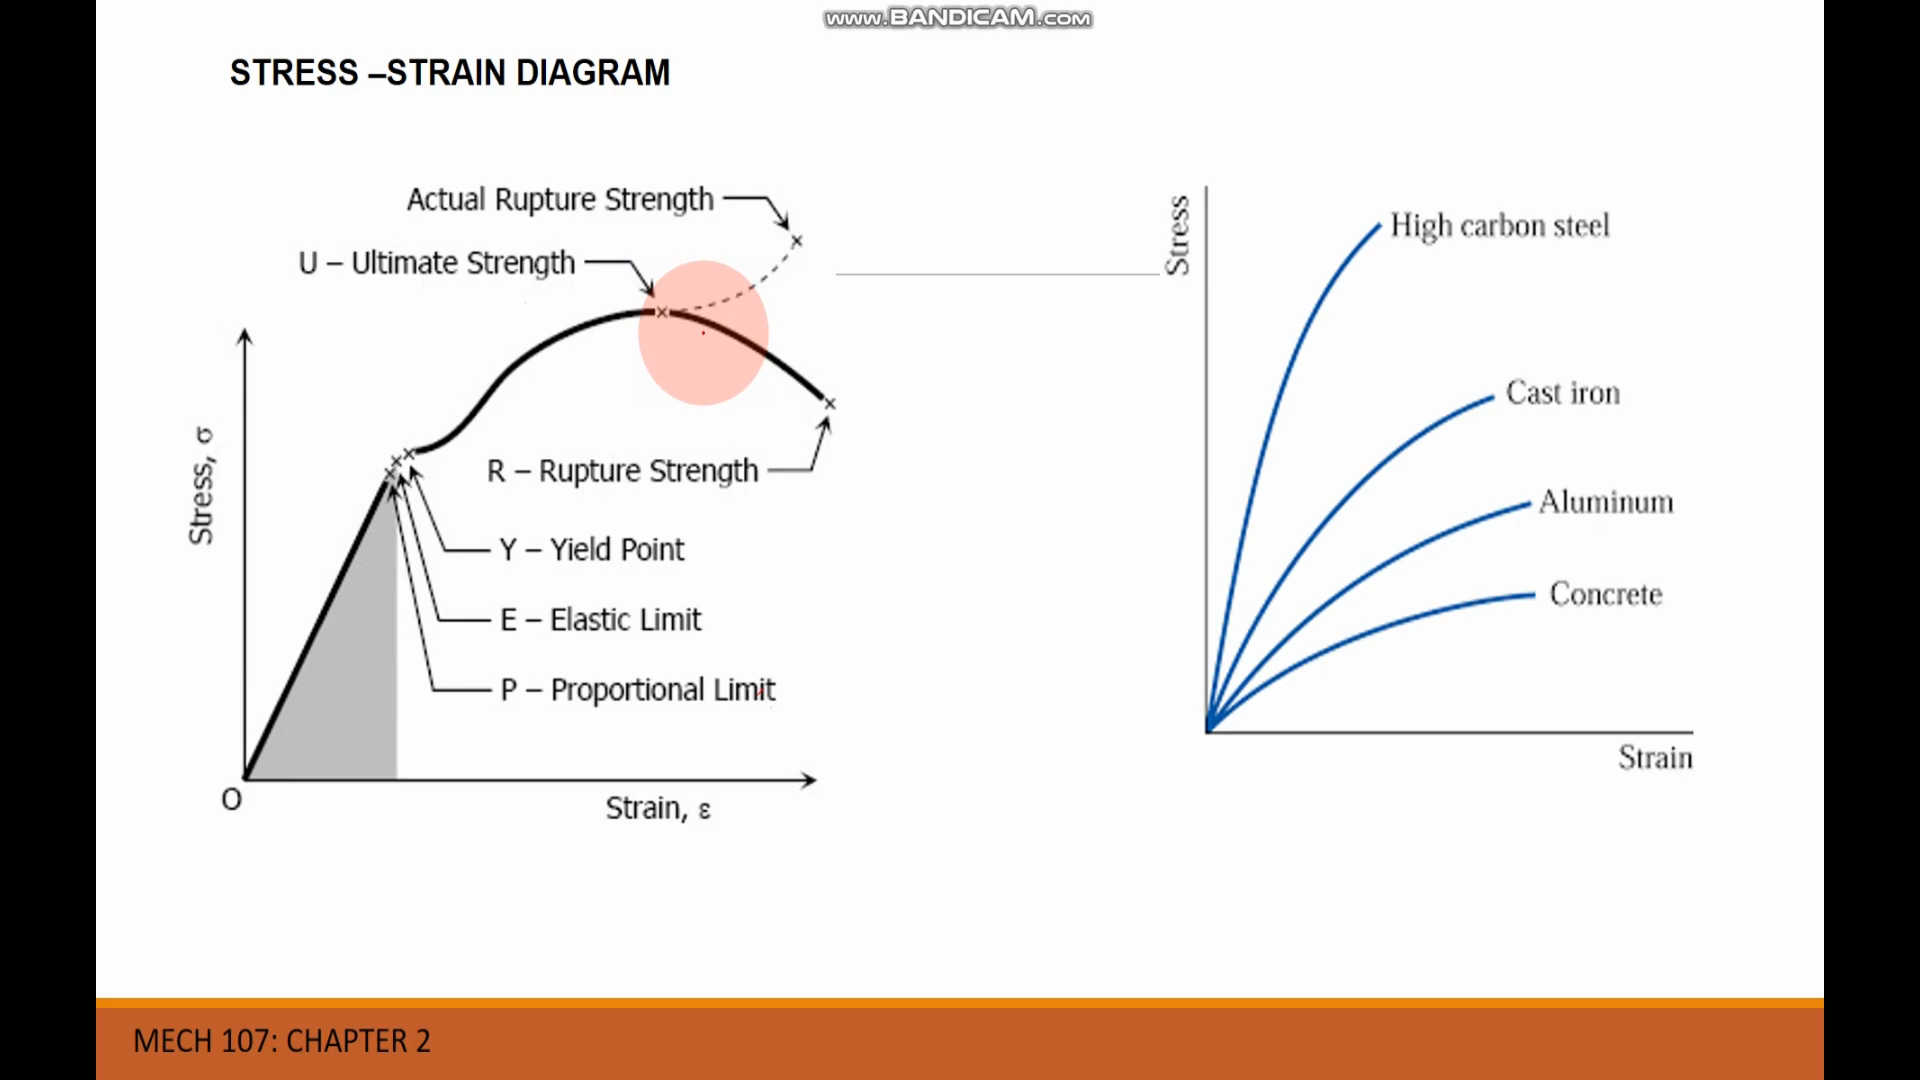 www.BANDICAM.com
STRESS –STRAIN DIAGRAM
Actual Rupture Strength
U – Ultimate Strength
R – Rupture Strength
Y – Yield Point
E – Elastic Limit
P – Proportional Limit
Stress, σ
O
Strain, ε
Stress
High carbon steel
Cast iron
Aluminum
Concrete
Strain
MECH 107: CHAPTER 2